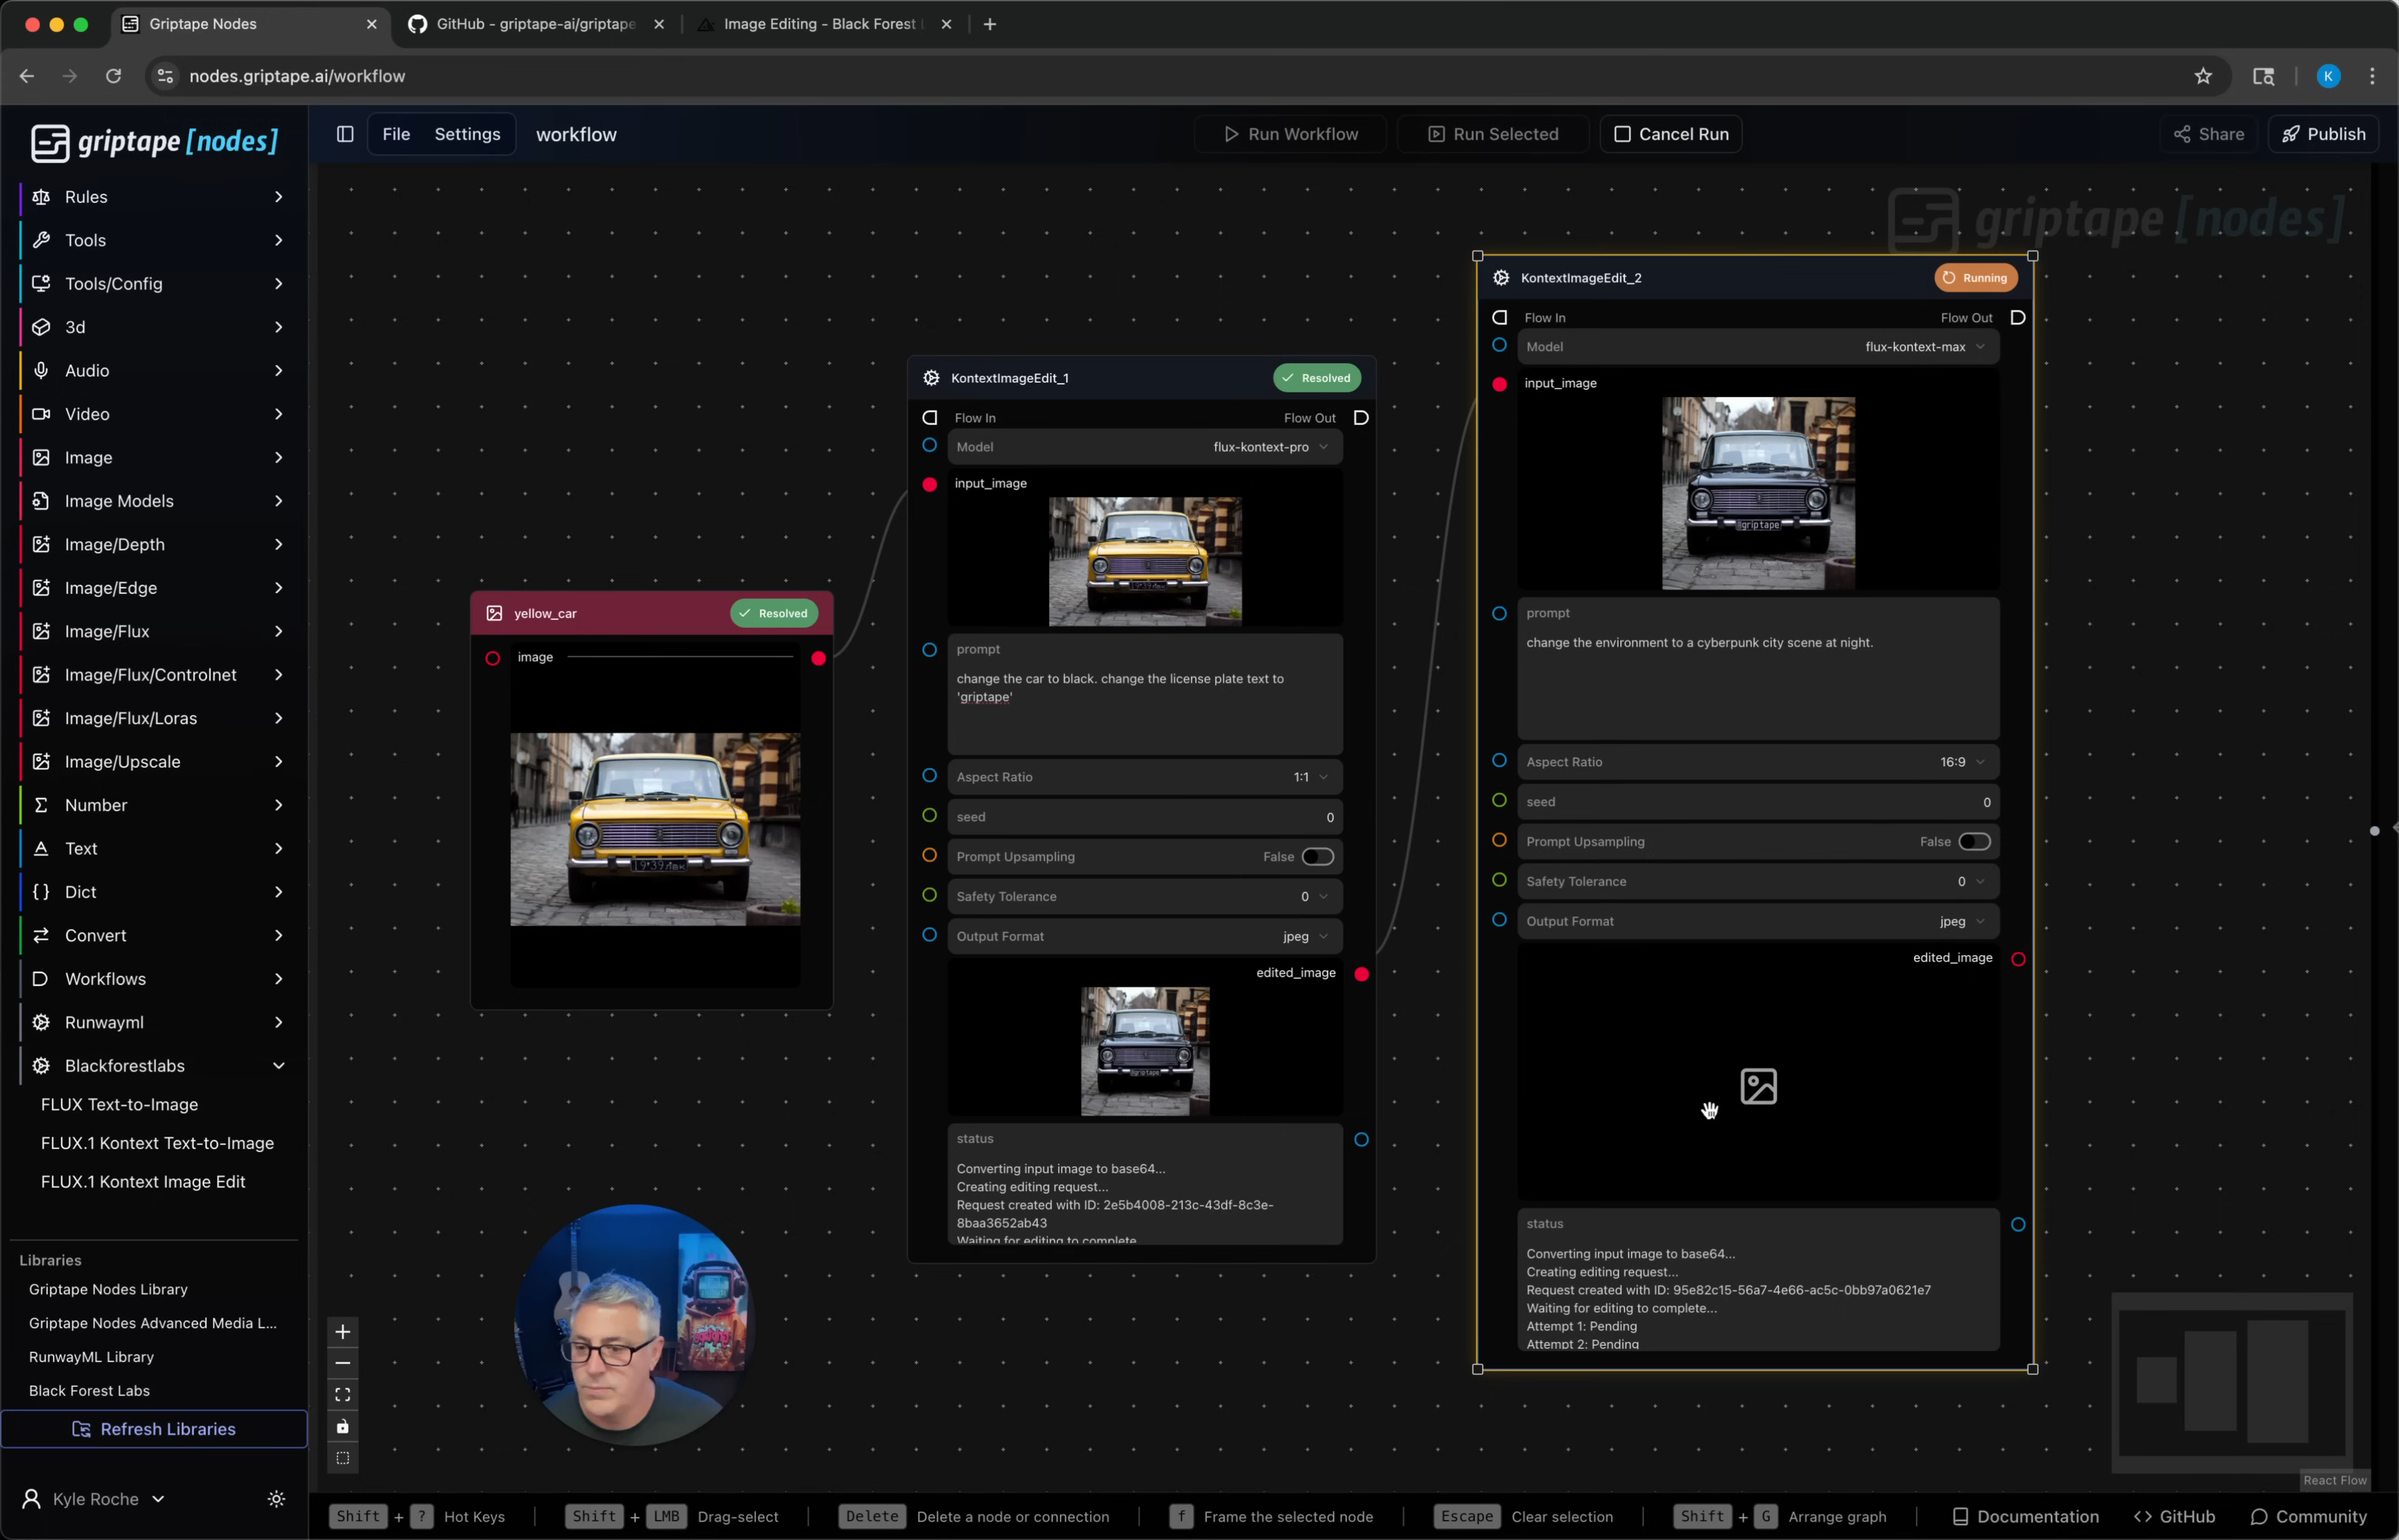 Griptape Nodes
GitHub - griptape-ai/griptape
Image Editing - Black Forest L
nodes.griptape.ai/workflow
K
griptape [nodes]
File
Settings
workflow
Run Workflow
Run Selected
Cancel Run
Share
Publish
Rules
Tools
Tools/Config
3d
Audio
Video
Image
Image Models
Image/Depth
Image/Edge
Image/Flux
Image/Flux/Controlnet
Image/Flux/Loras
Image/Upscale
Number
Text
Dict
Convert
Workflows
Runwayml
Blackforestlabs
FLUX Text-to-Image
FLUX.1 Kontext Text-to-Image
FLUX.1 Kontext Image Edit
Libraries
Griptape Nodes Library
Griptape Nodes Advanced Media L...
RunwayML Library
Black Forest Labs
Refresh Libraries
Kyle Roche
griptape [nodes]
yellow_car
Resolved
image
KontextImageEdit_1
Resolved
Flow In
Flow Out
Model
flux-kontext-pro
input_image
prompt
change the car to black. change the license plate text to
'griptape'
Aspect Ratio
1:1
seed
0
Prompt Upsampling
False
Safety Tolerance
0
Output Format
jpeg
edited_image
status
Converting input image to base64...
Creating editing request...
Request created with ID: 2e5b4008-213c-43df-8c3e-
8baa3652ab43
Waiting for editing to complete
KontextImageEdit_2
Running
Flow In
Flow Out
Model
flux-kontext-max
input_image
griptape
prompt
change the environment to a cyberpunk city scene at night.
Aspect Ratio
16:9
seed
0
Prompt Upsampling
False
Safety Tolerance
0
Output Format
jpeg
edited_image
status
Converting input image to base64...
Creating editing request...
Request created with ID: 95e82c15-56a7-4e66-ac5c-0bb97a0621e7
Waiting for editing to complete...
Attempt 1: Pending
Attempt 2: Pending
React Flow
Shift + ? Hot Keys
Shift + LMB Drag-select
Delete Delete a node or connection
f Frame the selected node
Escape Clear selection
Shift + G Arrange graph
Documentation
GitHub
Community